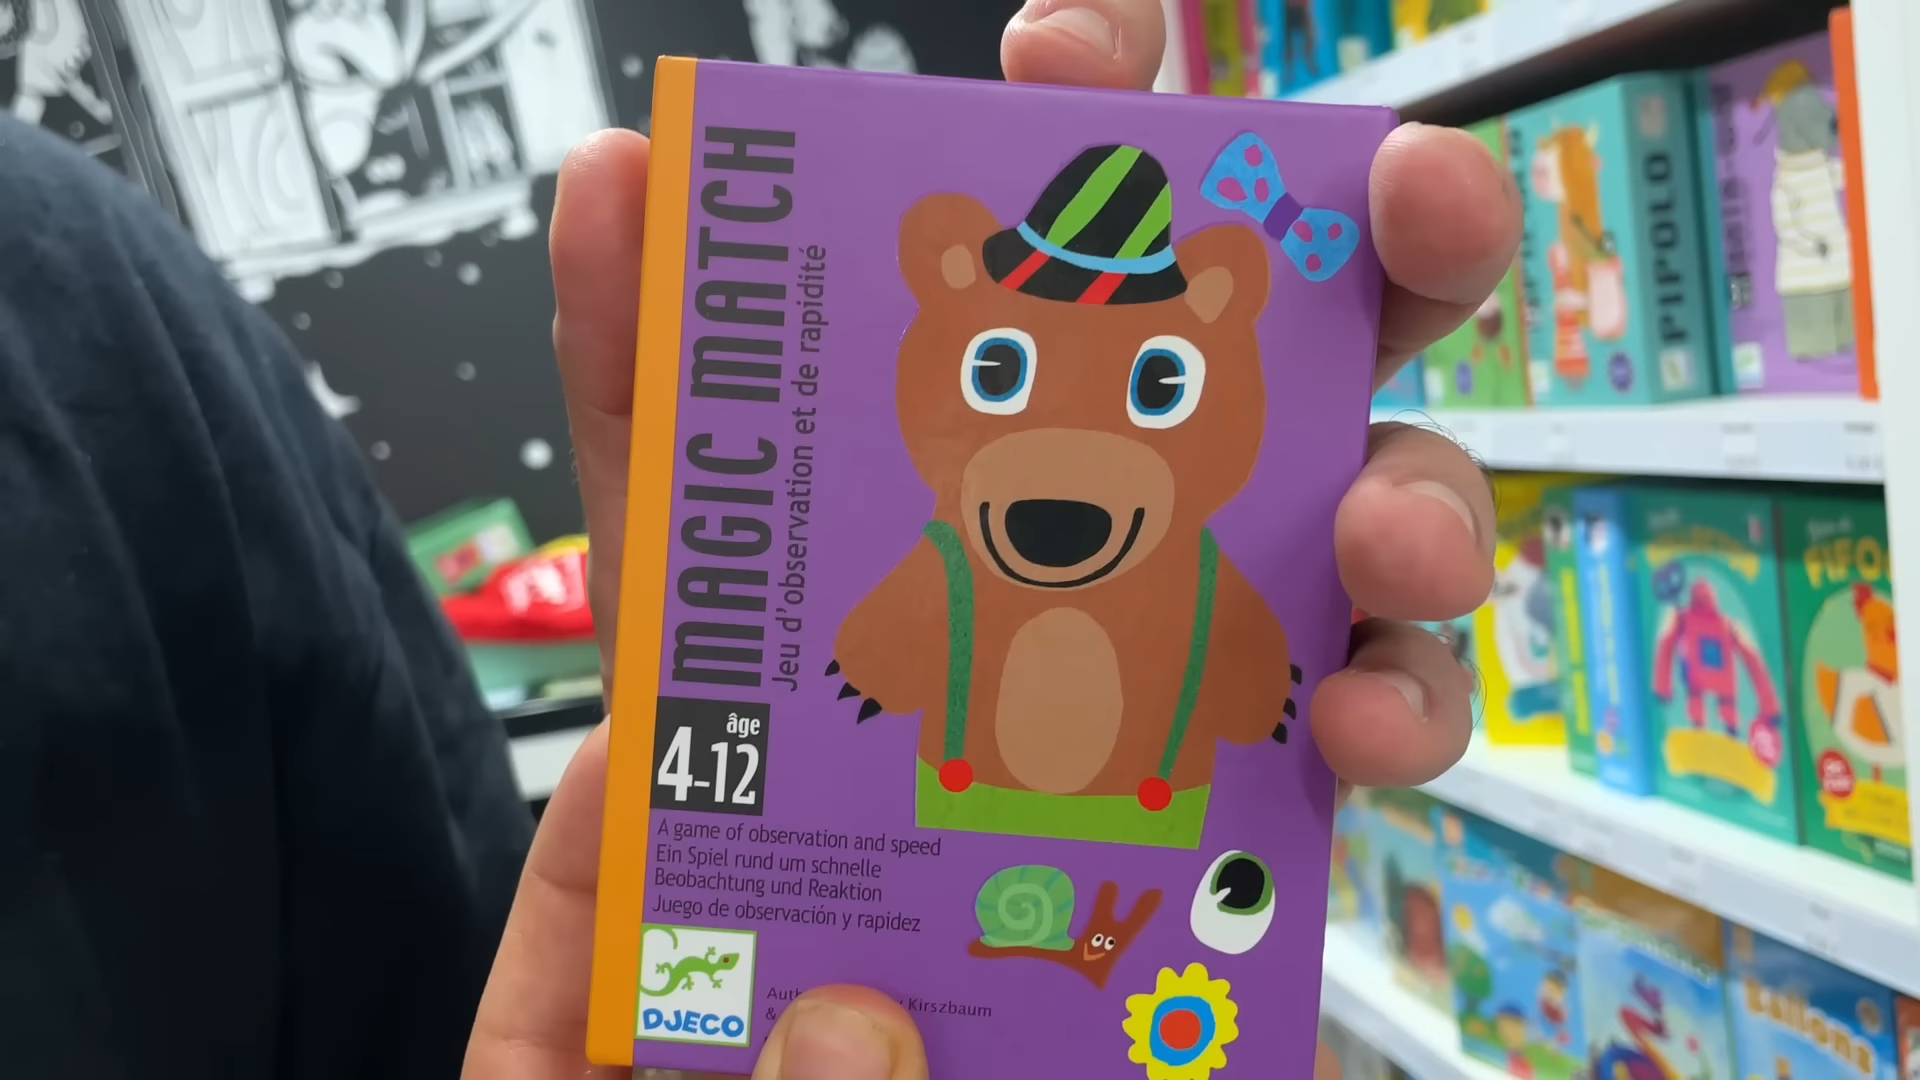 MAGIC MATCH
Jeu d'observation et de rapidité
âge
4-12
A game of observation and speed
Ein Spiel rund um schnelle
Beobachtung und Reaktion
Juego de observación y rapidez
DJECO
Kirszbaum
&
PIPOLO
Ballons